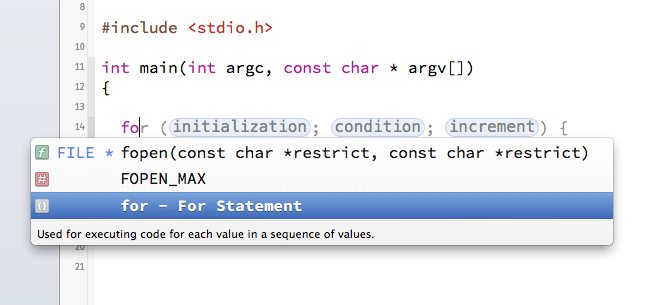 8
9 #include <stdio.h>
10
11 int main(int argc, const char * argv[])
12 {
13
14 for (initialization; condition; increment) {
f FILE * fopen(const char *restrict, const char *restrict)
# FOPEN_MAX
{} for - For Statement
Used for executing code for each value in a sequence of values.
20
21